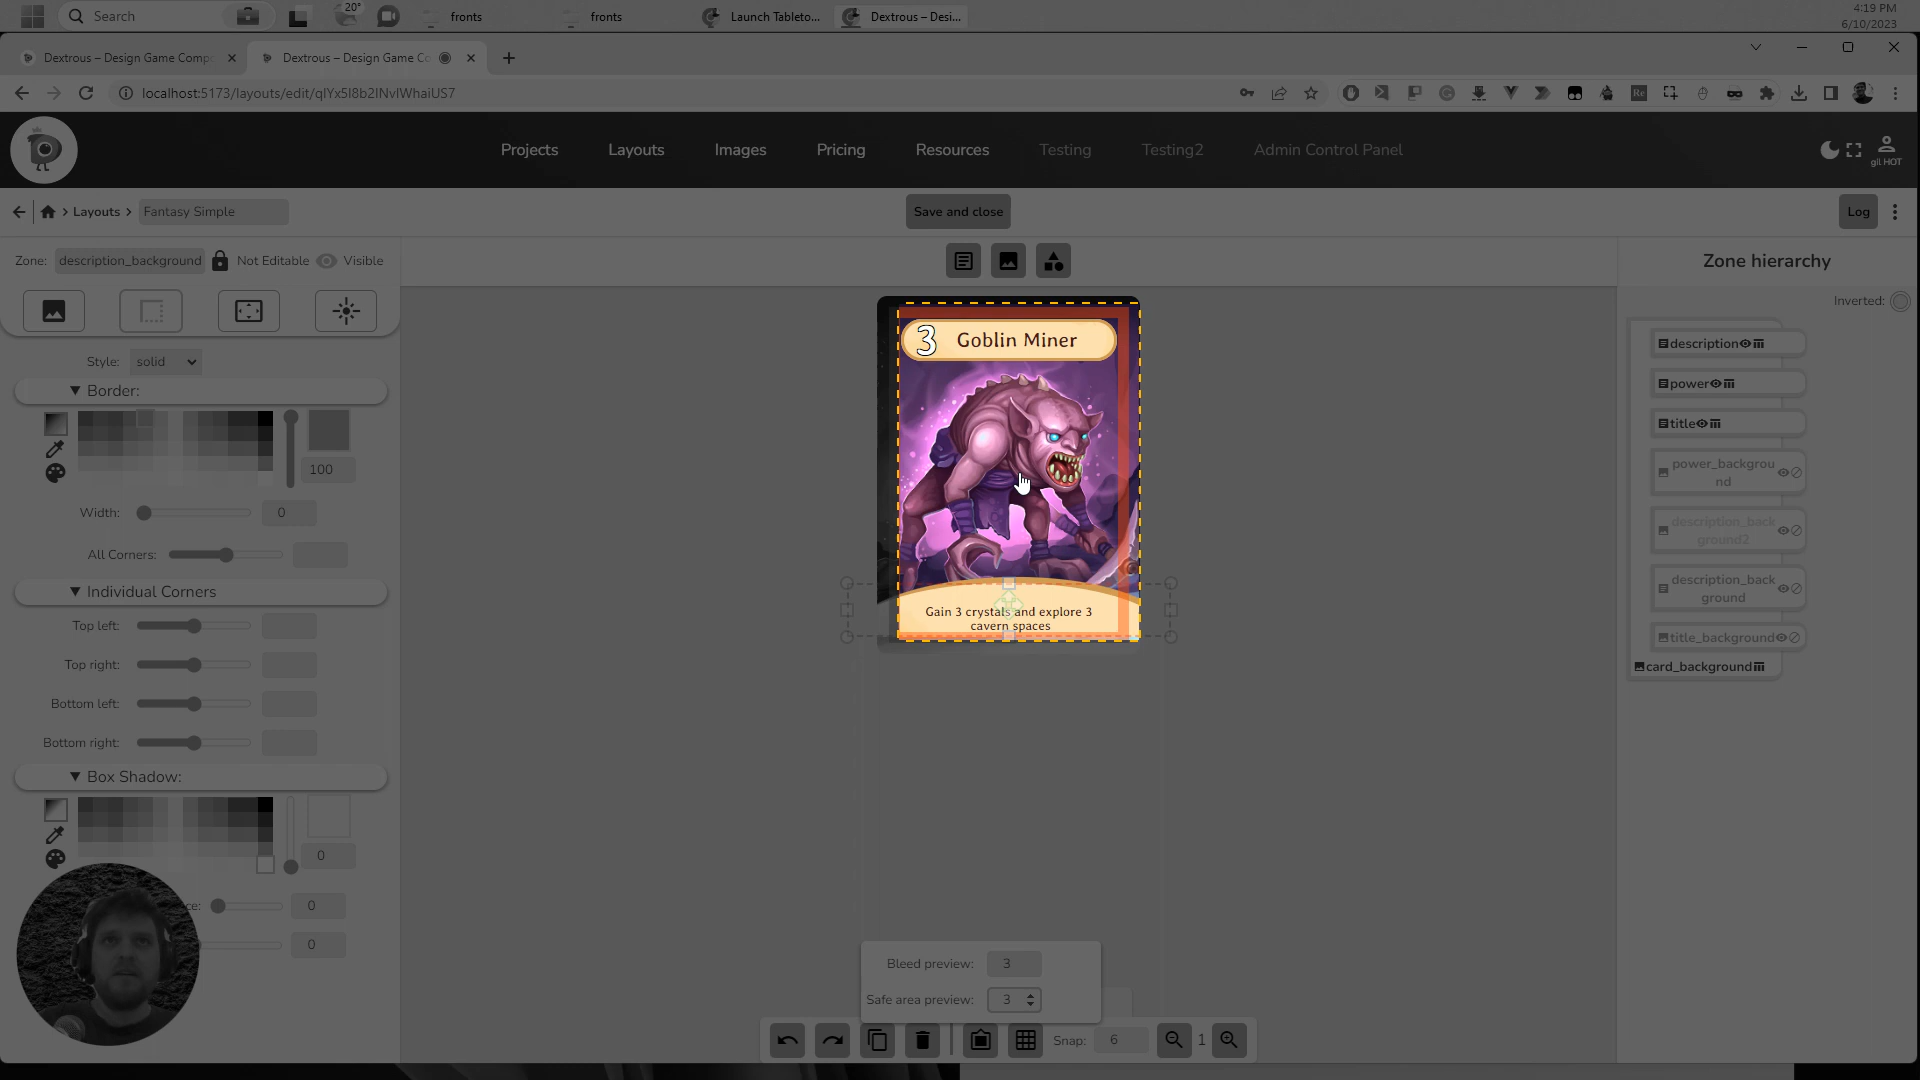 Search
20°
fronts
fronts
Launch Tableto...
Dextrous – Desi...
4:19 PM
6/10/2023
Dextrous – Design Game Comp
Dextrous – Design Game Co
localhost:5173/layouts/edit/qIYx5I8b2INvIWhaiUS7
Projects
Layouts
Images
Pricing
Resources
Testing
Testing2
Admin Control Panel
gil HOT
Layouts
Fantasy Simple
Save and close
Log
Zone: description_background Not Editable Visible
Zone hierarchy
Inverted:
Style: solid
Border:
100
Width: 0
All Corners:
Individual Corners
Top left:
Top right:
Bottom left:
Bottom right:
Box Shadow:
0
ce: 0
0
3 Goblin Miner
Gain 3 crystals and explore 3
cavern spaces
description
power
title
power_backgrou
nd
description_back
ground2
description_back
ground
title_background
card_background
Bleed preview: 3
Safe area preview: 3
Snap: 6
1